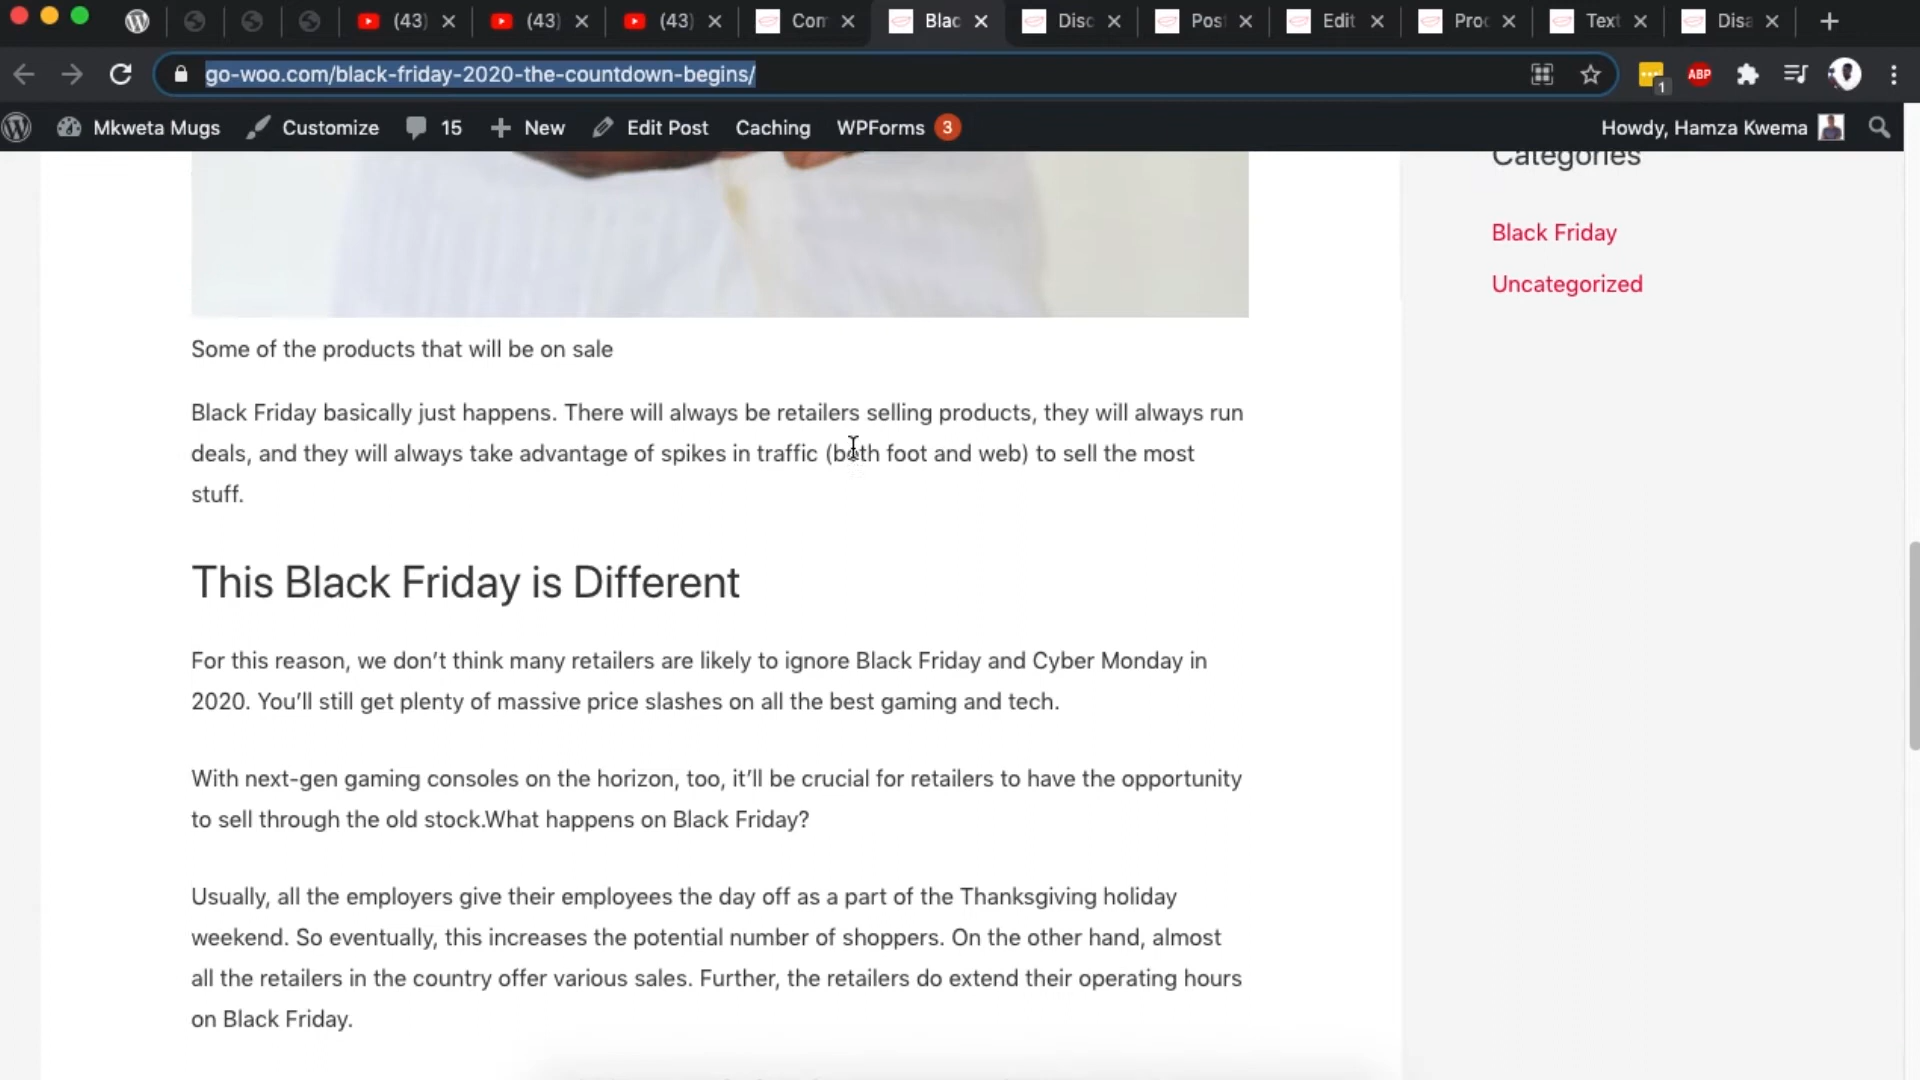 (43)
(43)
(43)
Con
Blac
Disc
Pos
Edit
Pro
Text
Disa
go-woo.com/black-friday-2020-the-countdown-begins/
1
ABP
Mkweta Mugs
Customize
15
New
Edit Post
Caching
WPForms
3
Howdy, Hamza Kwema
Categories
Black Friday
Uncategorized
Some of the products that will be on sale
Black Friday basically just happens. There will always be retailers selling products, they will always run
deals, and they will always take advantage of spikes in traffic (both foot and web) to sell the most
stuff.
This Black Friday is Different
For this reason, we don’t think many retailers are likely to ignore Black Friday and Cyber Monday in
2020. You’ll still get plenty of massive price slashes on all the best gaming and tech.
With next-gen gaming consoles on the horizon, too, it’ll be crucial for retailers to have the opportunity
to sell through the old stock.What happens on Black Friday?
Usually, all the employers give their employees the day off as a part of the Thanksgiving holiday
weekend. So eventually, this increases the potential number of shoppers. On the other hand, almost
all the retailers in the country offer various sales. Further, the retailers do extend their operating hours
on Black Friday.